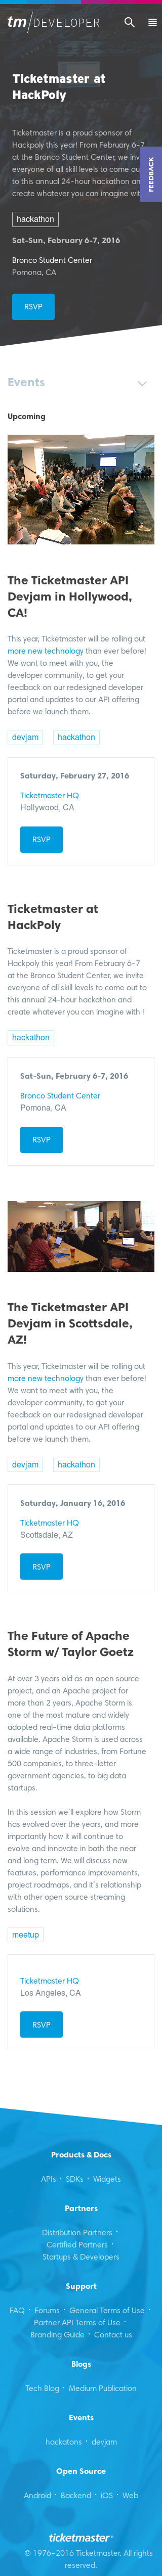 tm/DEVELOPER
Ticketmaster at
HackPoly
Ticketmaster is a proud sponsor of
Hackpoly this year! From February 6-7
at the Bronco Student Center, we invite
everyone of all skill levels to come out
to this annual 24-hour hackathon and
create whatever you can imagine with
FEEDBACK
hackathon
Sat-Sun, February 6-7, 2016
Bronco Student Center
Pomona, CA
RSVP
Events
Upcoming
The Ticketmaster API
Devjam in Hollywood,
CA!
This year, Ticketmaster will be rolling out
more new technology than ever before!
We want to meet with you, the
developer community, to get your
feedback on our redesigned developer
portal and updates to our API offering
before we launch them.
devjam hackathon
Saturday, February 27, 2016
Ticketmaster HQ
Hollywood, CA
RSVP
Ticketmaster at
HackPoly
Ticketmaster is a proud sponsor of
Hackpoly this year! From February 6-7
at the Bronco Student Center, we invite
everyone of all skill levels to come out to
this annual 24-hour hackathon and
create whatever you can imagine with !
hackathon
Sat-Sun, February 6-7, 2016
Bronco Student Center
Pomona, CA
RSVP
The Ticketmaster API
Devjam in Scottsdale,
AZ!
This year, Ticketmaster will be rolling out
more new technology than ever before!
We want to meet with you, the
developer community, to get your
feedback on our redesigned developer
portal and updates to our API offering
before we launch them.
devjam hackathon
Saturday, January 16, 2016
Ticketmaster HQ
Scottsdale, AZ
RSVP
The Future of Apache
Storm w/ Taylor Goetz
At over 3 years old as an open source
project, and an Apache project for
more than 2 years, Apache Storm is
one of the most mature and widely
adopted real-time data platforms
available. Apache Storm is used across
a wide range of industries, from Fortune
500 companies, to three-letter
government agencies, to big data
startups.
In this session we'll explore how Storm
has evolved over the years, and more
importantly how it will continue to
evolve and innovate in both the near
and long term. We will discuss new
features, performance improvements,
project roadmaps, and it's relationship
with other open source streaming
solutions.
meetup
Ticketmaster HQ
Los Angeles, CA
RSVP
Products & Docs
APIs · SDKs · Widgets
Partners
Distribution Partners ·
Certified Partners ·
Startups & Developers
Support
FAQ · Forums · General Terms of Use ·
Partner API Terms of Use ·
Branding Guide · Contact us
Blogs
Tech Blog · Medium Publication
Events
hackatons · devjam
Open Source
Android · Backend · iOS · Web
ticketmaster
© 1976-2016 Ticketmaster. All rights
reserved.